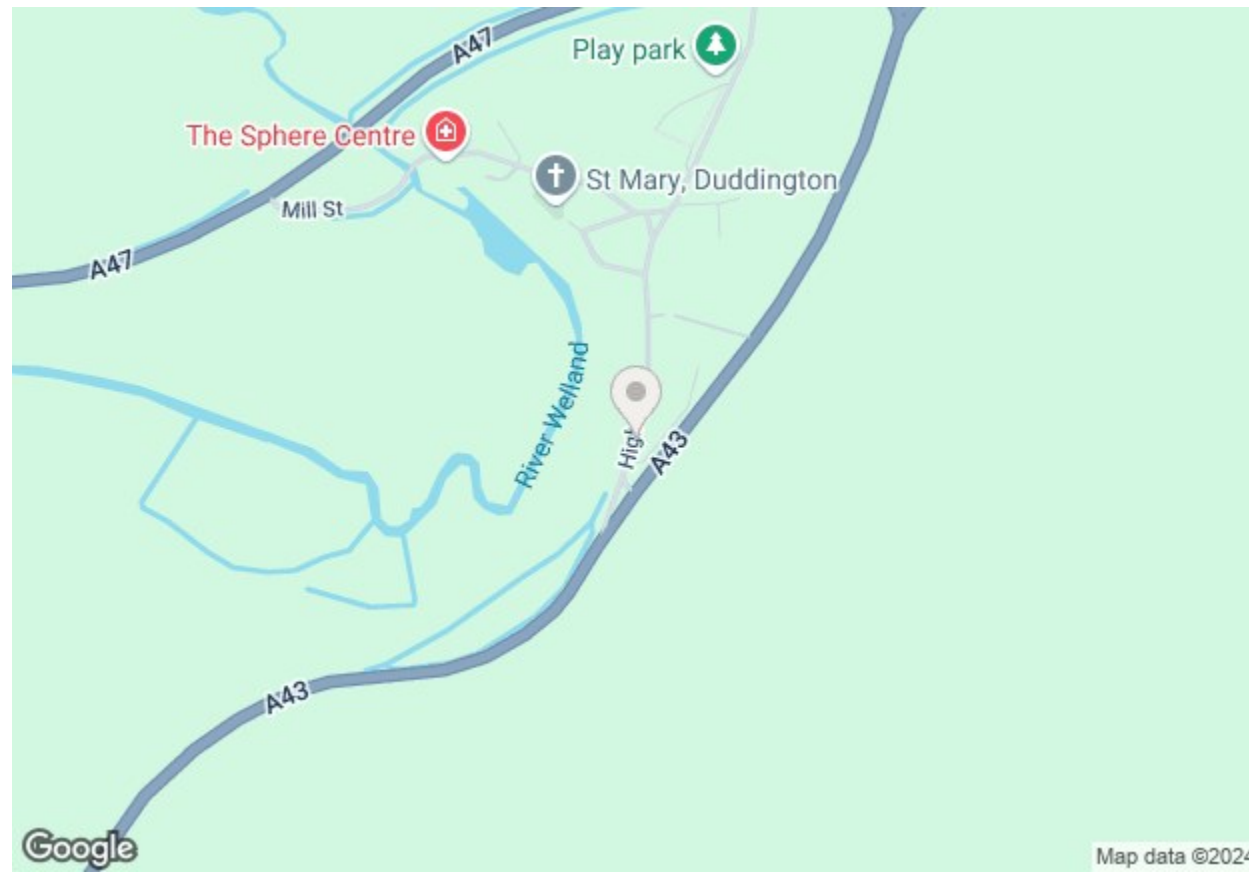 A47
Play park
The Sphere Centre
St Mary, Duddington
Mill St
A47
River Welland
Hig
A43
A43
Google
Map data ©2024